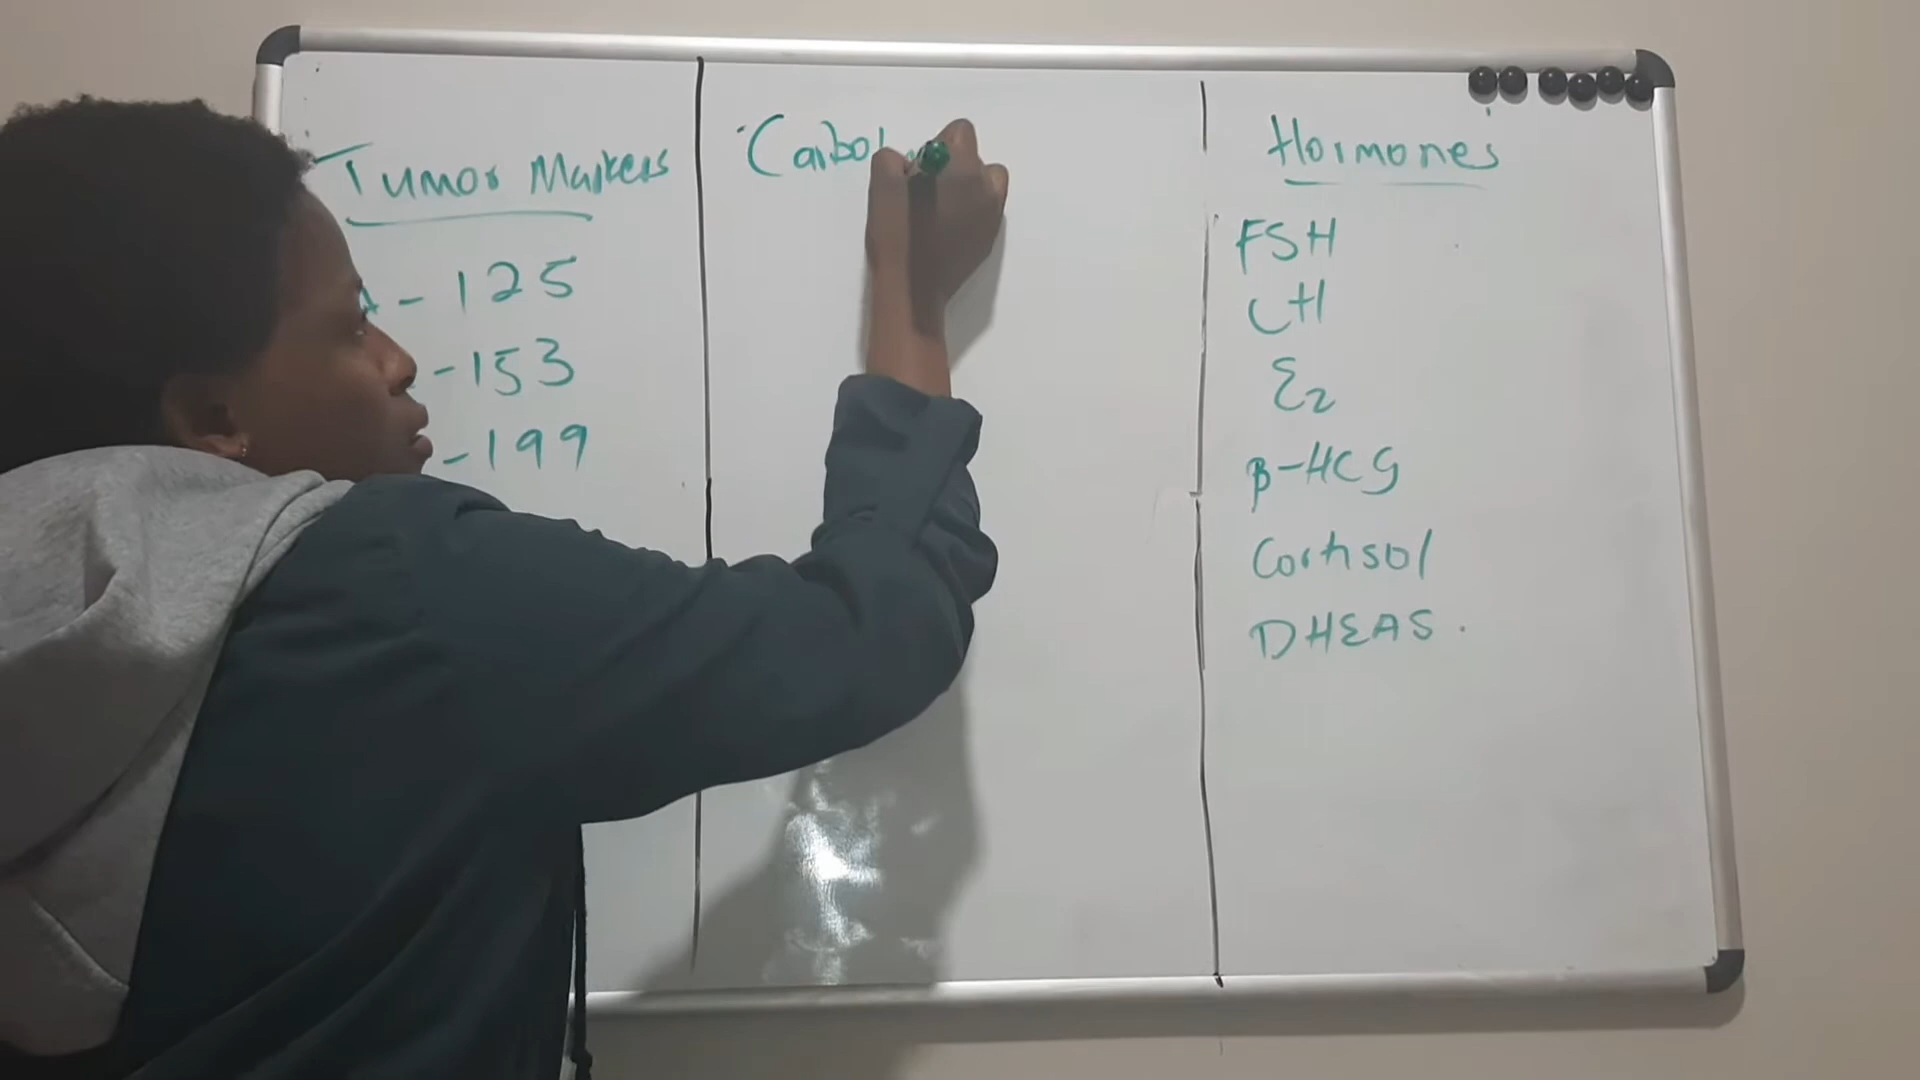 Tumor Markers
A-125
-153
-199
Carbo
Hormones
FSH
LH
E2
β-HCG
Cortisol
DHEAS.